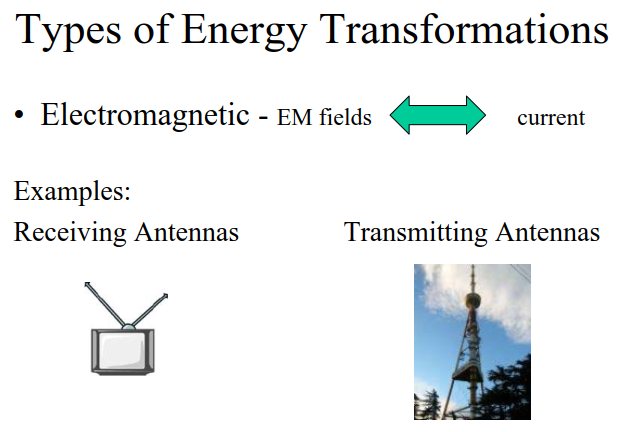 Types of Energy Transformations
• Electromagnetic - EM fields current
Examples:
Receiving Antennas Transmitting Antennas